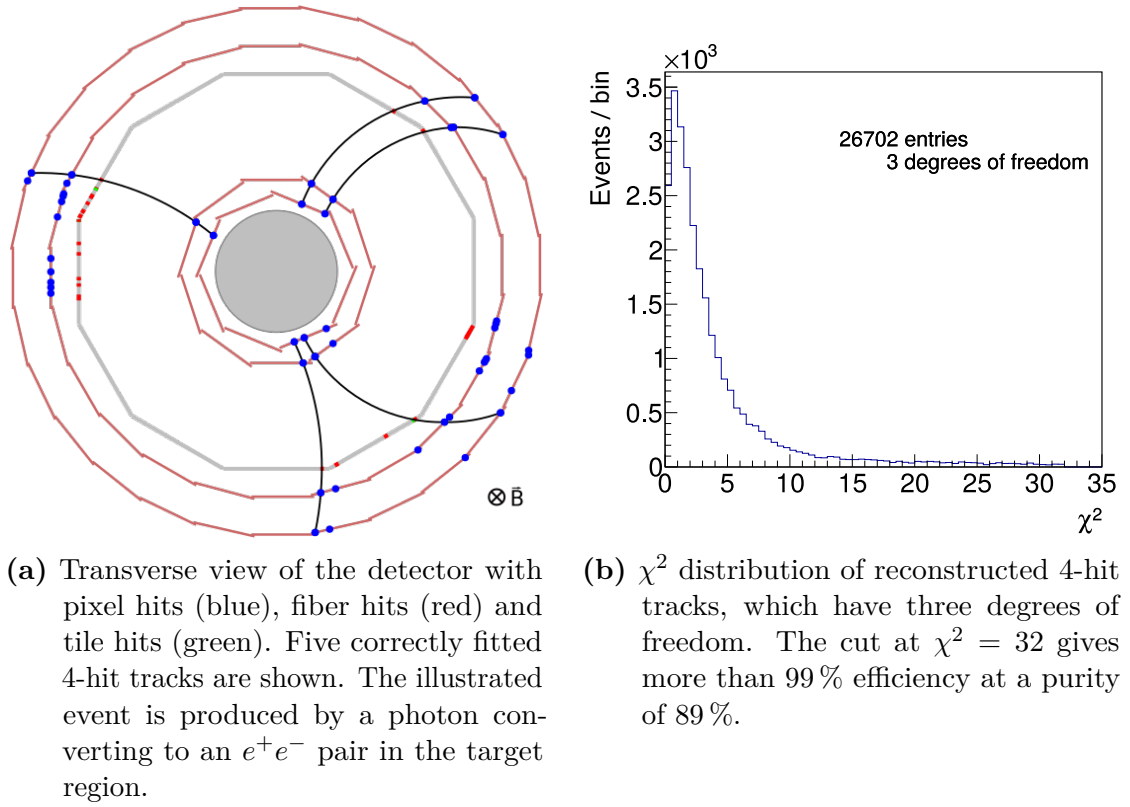 ⊗ B⃗
×10³
Events / bin
3.5
3
2.5
2
1.5
1
0.5
0
26702 entries
3 degrees of freedom
0 5 10 15 20 25 30 35
χ²
(a) Transverse view of the detector with
pixel hits (blue), fiber hits (red) and
tile hits (green). Five correctly fitted
4-hit tracks are shown. The illustrated
event is produced by a photon con-
verting to an e⁺e⁻ pair in the target
region.
(b) χ² distribution of reconstructed 4-hit
tracks, which have three degrees of
freedom. The cut at χ² = 32 gives
more than 99 % efficiency at a purity
of 89 %.